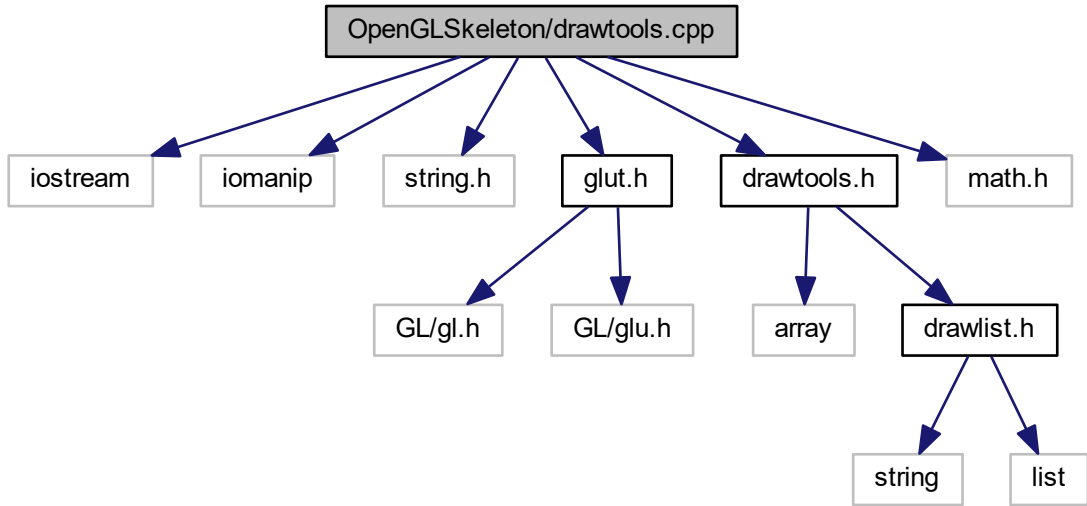 OpenGLSkeleton/drawtools.cpp
iostream
iomanip
string.h
glut.h
drawtools.h
math.h
GL/gl.h
GL/glu.h
array
drawlist.h
string
list